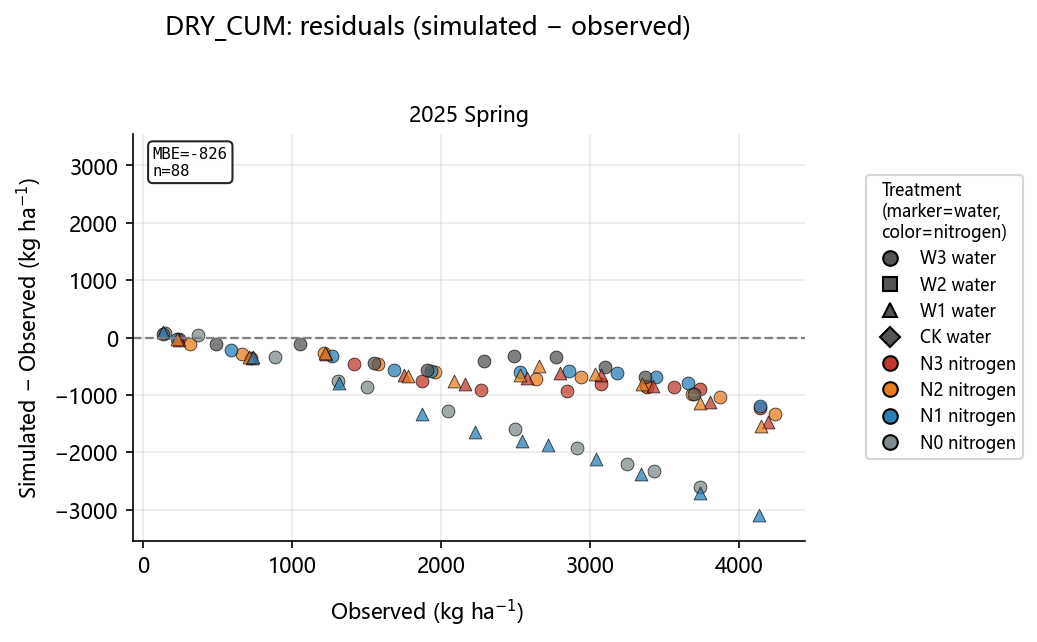 DRY_CUM: residuals (simulated − observed)
2025 Spring
MBE=-826
n=88
3000
2000
1000
0
−1000
−2000
−3000
Simulated − Observed (kg ha⁻¹)
0 1000 2000 3000 4000
Observed (kg ha⁻¹)
Treatment
(marker=water,
color=nitrogen)
W3 water
W2 water
W1 water
CK water
N3 nitrogen
N2 nitrogen
N1 nitrogen
N0 nitrogen